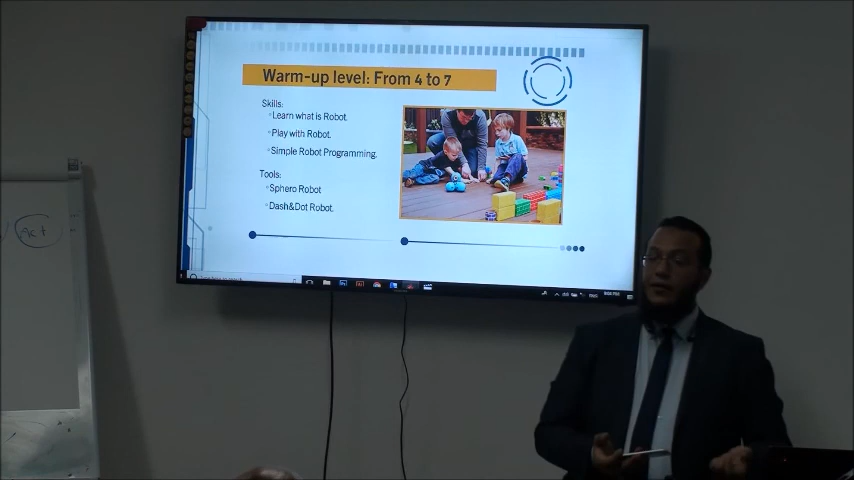 Warm-up level: From 4 to 7
Skills:
Learn what is Robot.
Play with Robot.
Simple Robot Programming.
Tools:
Sphero Robot
Dash&Dot Robot.
act